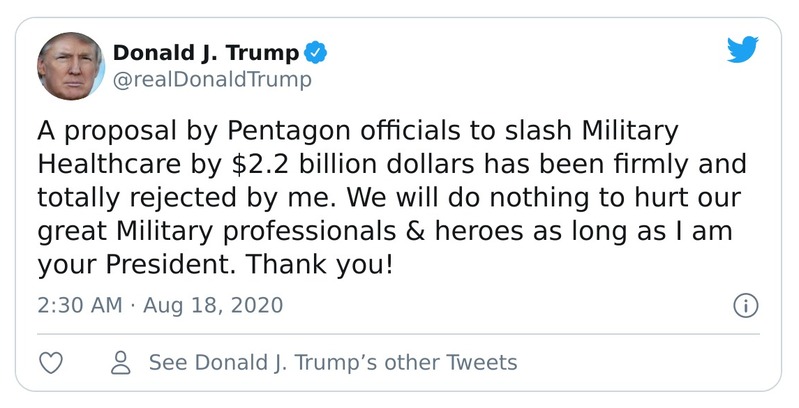 Donald J. Trump
@realDonaldTrump
A proposal by Pentagon officials to slash Military
Healthcare by $2.2 billion dollars has been firmly and
totally rejected by me. We will do nothing to hurt our
great Military professionals & heroes as long as I am
your President. Thank you!
2:30 AM · Aug 18, 2020
See Donald J. Trump’s other Tweets